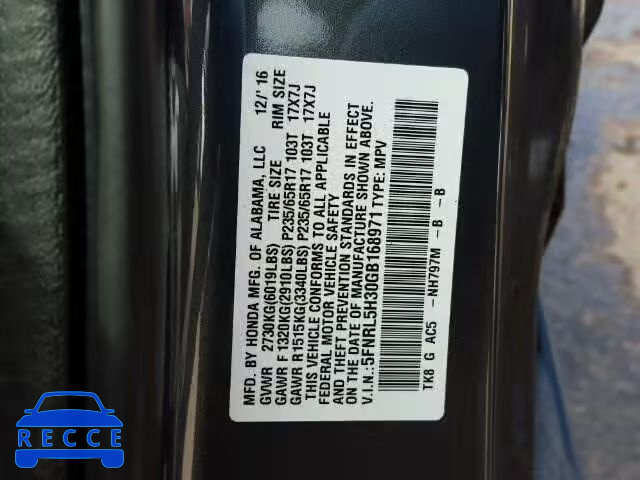 MFD. BY HONDA MFG. OF ALABAMA, LLC 12/'16
GVWR 2730KG(6019LBS) TIRE SIZE RIM SIZE
GAWR F 1320KG(2910LBS) P235/65R17 103T 17X7J
GAWR R1515KG(3340LBS) P235/65R17 103T 17X7J
THIS VEHICLE CONFORMS TO ALL APPLICABLE
FEDERAL MOTOR VEHICLE SAFETY
AND THEFT PREVENTION STANDARDS IN EFFECT
ON THE DATE OF MANUFACTURE SHOWN ABOVE.
V.I.N.:5FNRL5H30GB168971 TYPE: MPV
TK8 G AC5 -NH797M -B -B
RECCE